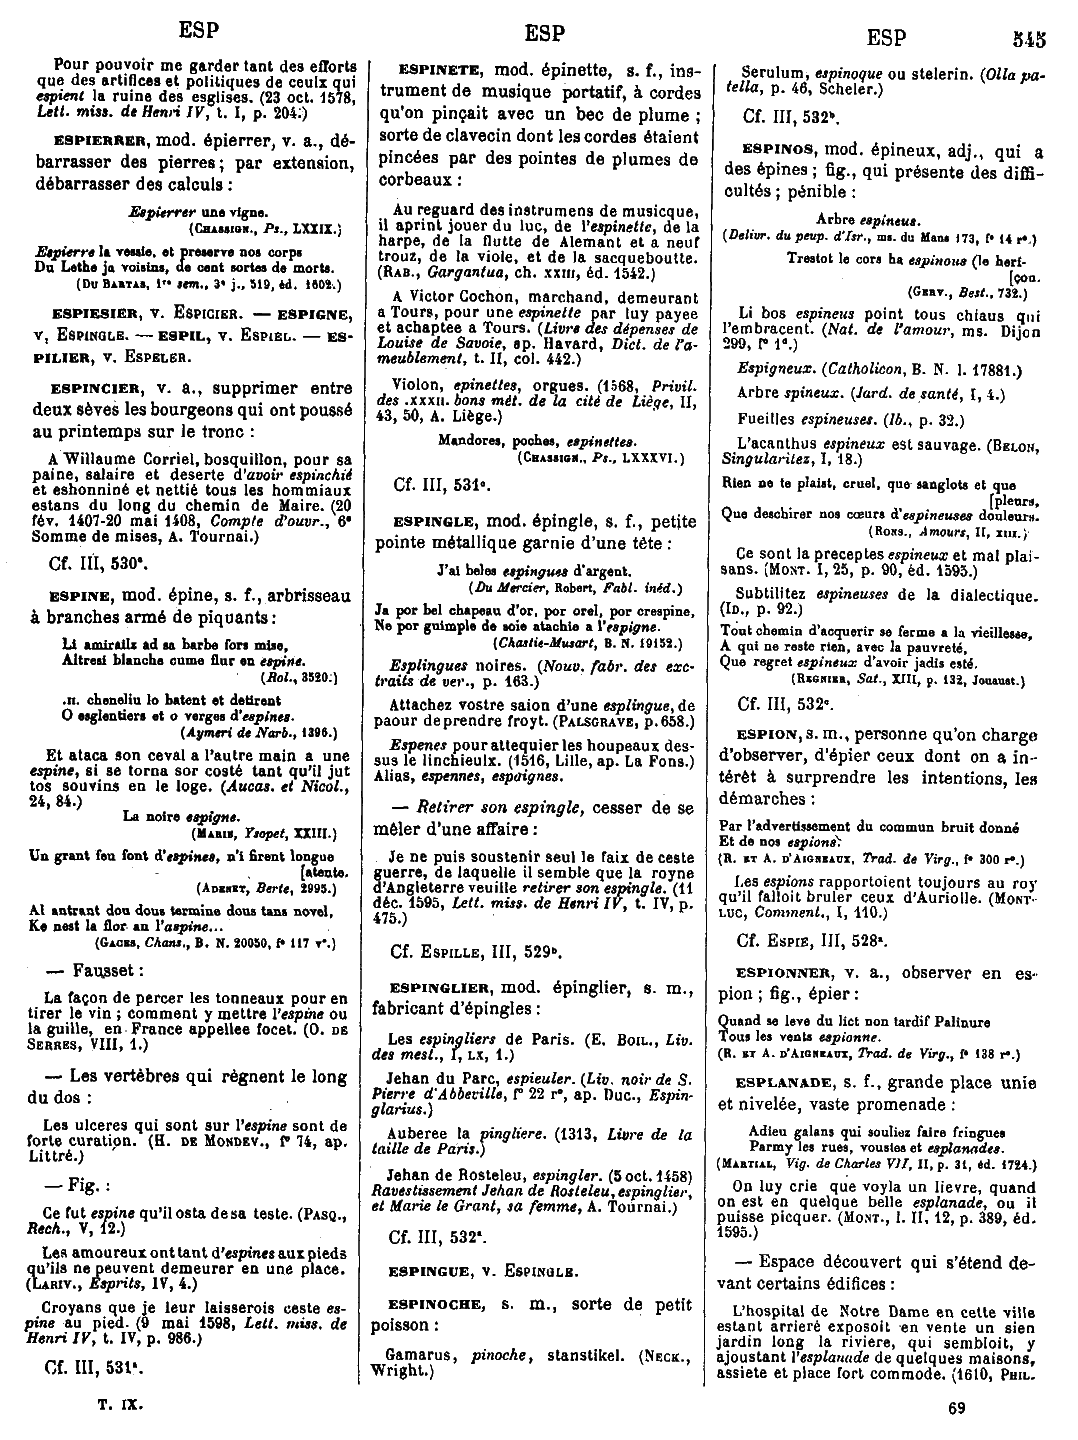 ESP
ESP
ESP
545
Pour pouvoir me garder tant des efforts
que des artifices et politiques de ceulx qui
espient la ruine des esglises. (23 oct. 1578,
Lett. miss. de Henri IV, t. I, p. 204.)
ESPIERRER, mod. épierrer, v. a., dé-
barrasser des pierres ; par extension,
débarrasser des calculs :
Espierrer une vigne.
(CHASSIGN., Ps., LXXIX.)
Espierre la vessie, et preserve nos corps
Du Lethe ja voisins, de cent sortes de morts.
(DU BARTAS, 1re sem., 3e j., 519, éd. 1602.)
ESPIESIER, v. ESPICIER. — ESPIGNE,
v. ESPINGLE. — ESPIL, v. ESPIEL. — ES-
PILIER, v. ESPELER.
ESPINCIER, v. a., supprimer entre
deux sèves les bourgeons qui ont poussé
au printemps sur le tronc :
A Willaume Corriel, bosquillon, pour sa
paine, salaire et deserte d'avoir espinchié
et eshonniné et nettié tous les hommiaux
estans du long du chemin de Maire. (20
fév. 1407-20 mai 1408, Compte d'ouvr., 6e
Somme de mises, A. Tournai.)
Cf. III, 530c.
ESPINE, mod. épine, s. f., arbrisseau
à branches armé de piquants :
Li amirailz ad sa barbe fors mise,
Altresi blanche cume flur en espine.
(Rol., 3520.)
.II. cheneliu lo batent et detirent
O esglentiers et o verges d'espines.
(Aymeri de Narb., 1396.)
Et ataca son ceval a l'autre main a une
espine, si se torna sor costé tant qu'il jut
tos souvins en le loge. (Aucas. et Nicol.,
24, 84.)
La noire espigne.
(MARIE, Ysopet, XXIII.)
Un grant feu font d'espines, n'i firent longue
[atente.
(ADENET, Berte, 2995.)
Al antrant dou dous termine dous tans novel,
Ke nest la flor an l'aspine...
(GACES, Chans., B. N. 20050, fo 117 vo.)
— Fausset :
La façon de percer les tonneaux pour en
tirer le vin ; comment y mettre l'espine ou
la guille, en France appellee focet. (O. DE
SERRES, VIII, 1.)
— Les vertèbres qui règnent le long
du dos :
Les ulceres qui sont sur l'espine sont de
forte curation. (H. DE MONDEV., fo 74, ap.
Littré.)
— Fig. :
Ce fut espine qu'il osta de sa teste. (PASQ.,
Rech., V, 12.)
Les amoureux ont tant d'espines aux pieds
qu'ils ne peuvent demeurer en une place.
(LARIV., Esprits, IV, 4.)
Croyans que je leur laisserois ceste es-
pine au pied. (9 mai 1598, Lett. miss. de
Henri IV, t. IV, p. 986.)
Cf. III, 531a.
T. IX.
ESPINETE, mod. épinette, s. f., ins-
trument de musique portatif, à cordes
qu'on pinçait avec un bec de plume ;
sorte de clavecin dont les cordes étaient
pincées par des pointes de plumes de
corbeaux :
Au reguard des instrumens de musicque,
il aprint jouer du luc, de l'espinette, de la
harpe, de la flutte de Alemant et a neuf
trouz, de la viole, et de la sacqueboutte.
(RAB., Gargantua, ch. XXIII, éd. 1542.)
A Victor Cochon, marchand, demeurant
a Tours, pour une espinette par luy payee
et achaptee a Tours. (Livre des dépenses de
Louise de Savoie, ap. Havard, Dict. de l'a-
meublement, t. II, col. 442.)
Violon, epinettes, orgues. (1568, Privil.
des .XXXII. bons mét. de la cité de Liège, II,
43, 50, A. Liège.)
Mandores, poches, espinettes.
(CHASSIGN., Ps., LXXXVI.)
Cf. III, 531c.
ESPINGLE, mod. épingle, s. f., petite
pointe métallique garnie d'une tête :
J'ai beles espingues d'argent.
(Du Mercier, Robert, Fabl. inéd.)
Ja por bel chapeau d'or, por orel, por crespine,
Ne por guimple de soie atachie a l'espigne.
(Chastie-Musart, B. N. 19152.)
Esplingues noires. (Nouv. fabr. des exc-
traits de ver., p. 163.)
Attachez vostre saion d'une esplingue, de
paour de prendre froyt. (PALSGRAVE, p. 658.)
Espenes pour attequier les houpeaux des-
sus le linchieulx. (1516, Lille, ap. La Fons.)
Alias, espennes, espoignes.
— Retirer son espingle, cesser de se
mêler d'une affaire :
Je ne puis soustenir seul le faix de ceste
guerre, de laquelle il semble que la royne
d'Angleterre veuille retirer son espingle. (11
déc. 1595, Lett. miss. de Henri IV, t. IV, p.
475.)
Cf. ESPILLE, III, 529b.
ESPINGLIER, mod. épinglier, s. m.,
fabricant d'épingles :
Les espingliers de Paris. (E. BOIL., Liv.
des mest., I, LX, 1.)
Jehan du Parc, espieuler. (Liv. noir de S.
Pierre d'Abbeville, fo 22 ro, ap. Duc., Espin-
glarius.)
Auberee la pingliere. (1313, Livre de la
taille de Paris.)
Jehan de Rosteleu, espingler. (5 oct. 1458)
Ravestissement Jehan de Rosteleu, espinglier,
et Marie le Grant, sa femme, A. Tournai.)
Cf. III, 532a.
ESPINGUE, v. ESPINGLE.
ESPINOCHE, s. m., sorte de petit
poisson :
Gamarus, pinoche, stanstikel. (NECK.,
Wright.)
Serulum, espinoque ou stelerin. (Olla pa-
tella, p. 46, Scheler.)
Cf. III, 532b.
ESPINOS, mod. épineux, adj., qui a
des épines ; fig., qui présente des diffi-
cultés ; pénible :
Arbre espineus.
(Delivr. du peup. d'Isr., ms. du Mans 173, fo 14 ro.)
Trestot le cors ha espinous (le heri-
[çon.
(GERV., Best., 732.)
Li bos espineus point tous chiaus qui
l'embracent. (Nat. de l'amour, ms. Dijon
299, fo 1a.)
Espigneux. (Catholicon, B. N. l. 17881.)
Arbre spineux. (Jard. de santé, I, 4.)
Fueilles espineuses. (Ib., p. 32.)
L'acanthus espineux est sauvage. (BELON,
Singularitez, I, 18.)
Rien ne te plaist, cruel, que sanglots et que
[pleurs,
Que deschirer nos cœurs d'espineuses douleurs.
(RONS., Amours, II, XIII.)
Ce sont la preceptes espineux et mal plai-
sans. (MONT. I, 25, p. 90, éd. 1595.)
Subtilitez espineuses de la dialectique.
(ID., p. 92.)
Tout chemin d'acquerir se ferme a la vieillesse,
A qui ne reste rien, avec la pauvreté,
Que regret espineux d'avoir jadis esté.
(REGNIER, Sat., XIII, p. 132, Jouaust.)
Cf. III, 532c.
ESPION, s. m., personne qu'on charge
d'observer, d'épier ceux dont on a in-
térêt à surprendre les intentions, les
démarches :
Par l'advertissement du commun bruit donné
Et de nos espions.
(R. ET A. D'AIGNEAUX, Trad. de Virg., fo 300 ro.)
Les espions rapportoient toujours au roy
qu'il falloit bruler ceux d'Auriolle. (MONT-
LUC, Comment., I, 110.)
Cf. ESPIE, III, 528a.
ESPIONNER, v. a., observer en es-
pion ; fig., épier :
Quand se leve du lict non tardif Palinure
Tous les vents espionne.
(R. ET A. D'AIGNEAUX, Trad. de Virg., fo 138 ro.)
ESPLANADE, s. f., grande place unie
et nivelée, vaste promenade :
Adieu galans qui souliez faire fringues
Parmy les rues, voustes et esplanades.
(MARTIAL, Vig. de Charles VII, II, p. 31, éd. 1724.)
On luy crie que voyla un lievre, quand
on est en quelque belle esplanade, ou il
puisse picquer. (MONT., l. II, 12, p. 389, éd.
1595.)
— Espace découvert qui s'étend de-
vant certains édifices :
L'hospital de Notre Dame en cette ville
estant arrieré exposoit en vente un sien
jardin long la riviere, qui sembloit, y
ajoustant l'esplanade de quelques maisons,
assiete et place fort commode. (1610, PHIL.
69